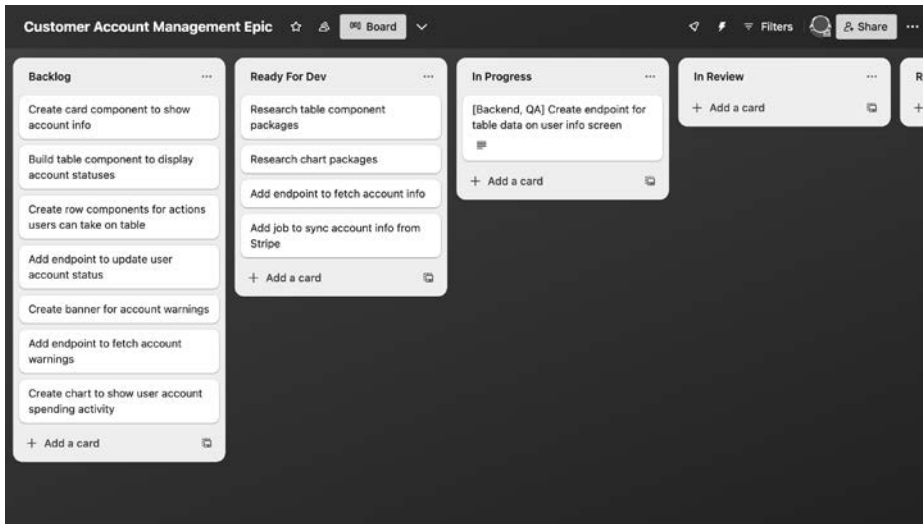 Customer Account Management Epic
Board
Filters
Share
Backlog
Create card component to show
account info
Build table component to display
account statuses
Create row components for actions
users can take on table
Add endpoint to update user
account status
Create banner for account warnings
Add endpoint to fetch account
warnings
Create chart to show user account
spending activity
+ Add a card
Ready For Dev
Research table component
packages
Research chart packages
Add endpoint to fetch account info
Add job to sync account info from
Stripe
+ Add a card
In Progress
[Backend, QA] Create endpoint for
table data on user info screen
+ Add a card
In Review
+ Add a card
R
+